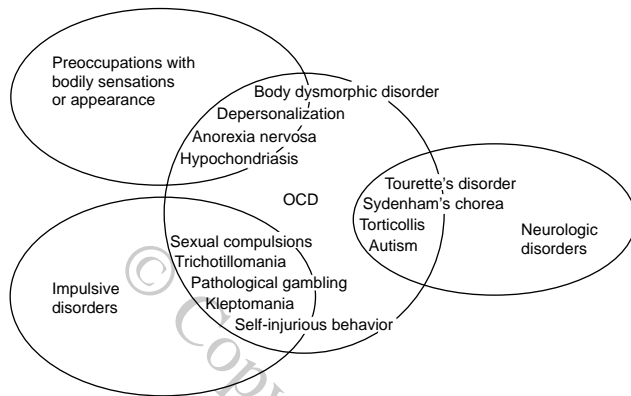 Preoccupations with
bodily sensations
or appearance
Body dysmorphic disorder
Depersonalization
Anorexia nervosa
Hypochondriasis
OCD
Tourette's disorder
Sydenham's chorea
Torticollis
Autism
Neurologic
disorders
Sexual compulsions
Trichotillomania
Pathological gambling
Kleptomania
Self-injurious behavior
Impulsive
disorders
©